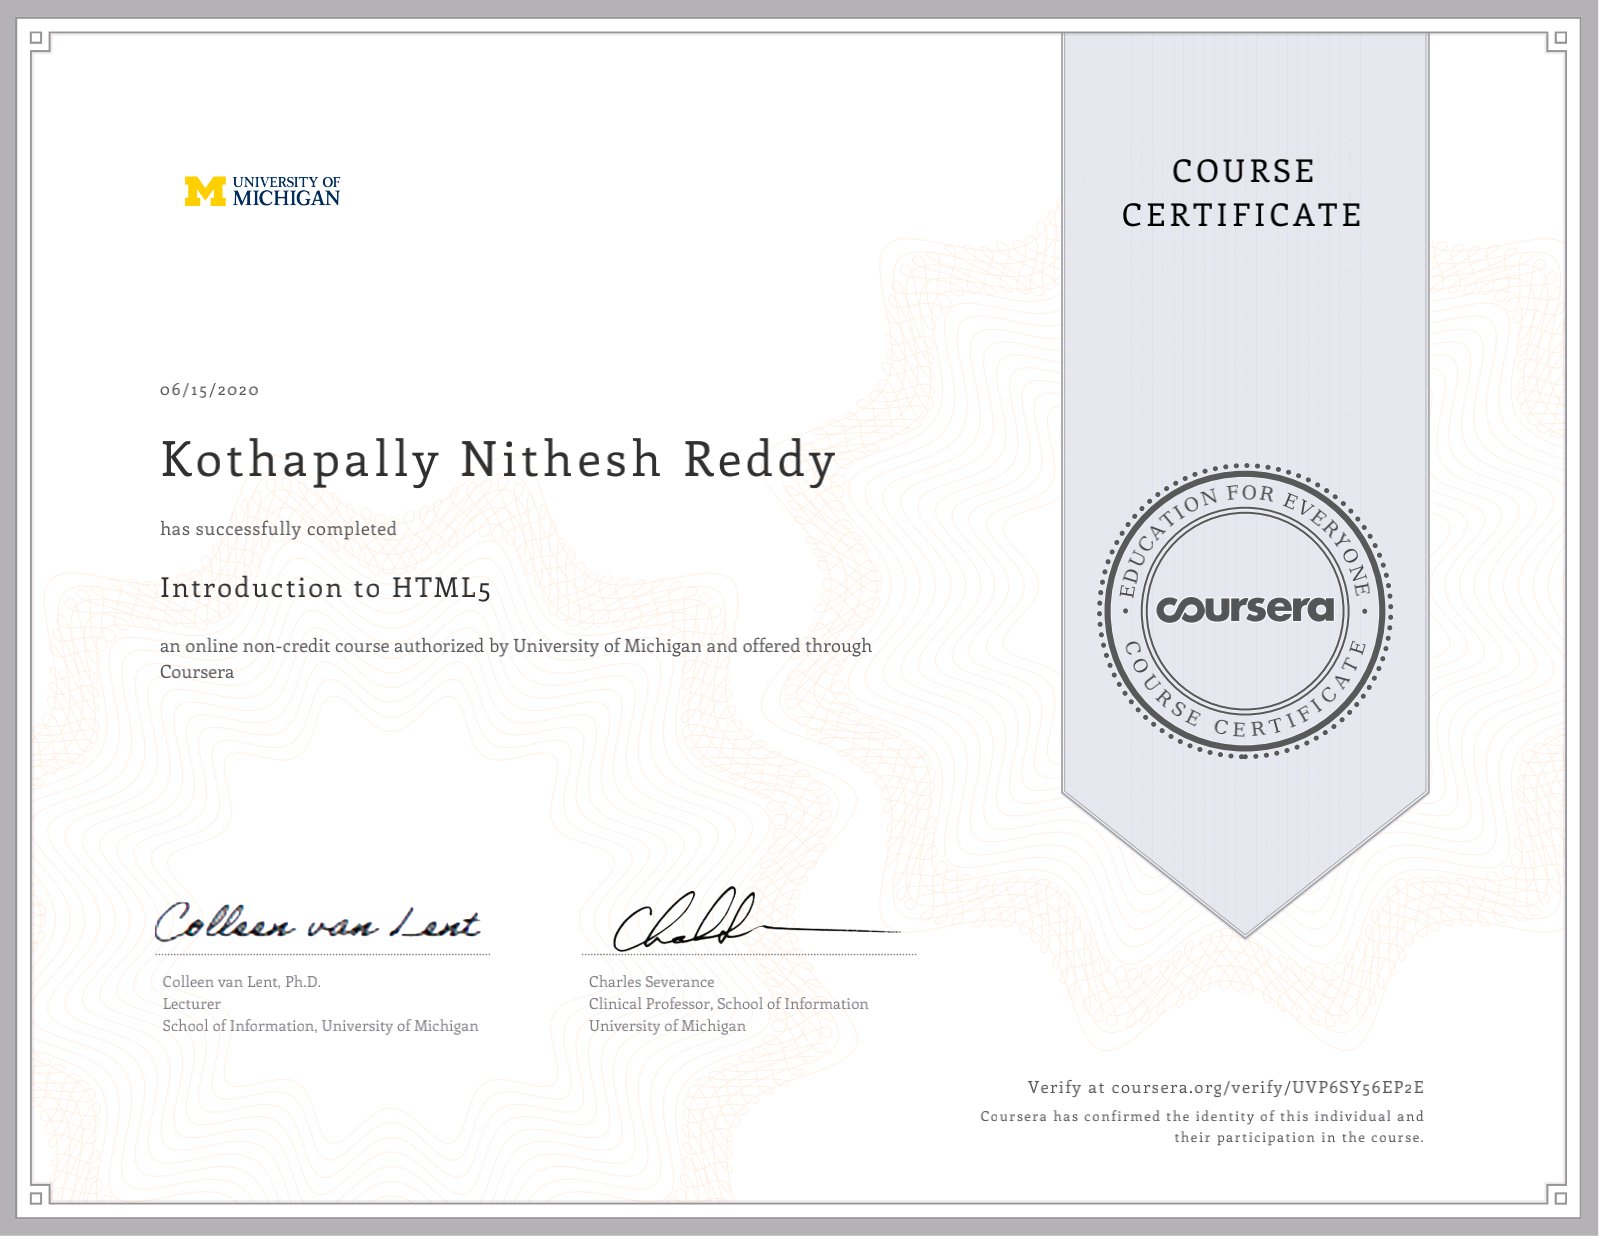 UNIVERSITY OF
MICHIGAN
COURSE
CERTIFICATE
06/15/2020
Kothapally Nithesh Reddy
has successfully completed
Introduction to HTML5
an online non-credit course authorized by University of Michigan and offered through
Coursera
EDUCATION FOR EVERYONE
coursera
COURSE CERTIFICATE
Colleen van Lent
Colleen van Lent, Ph.D.
Lecturer
School of Information, University of Michigan
Charles Severance
Clinical Professor, School of Information
University of Michigan
Verify at coursera.org/verify/UVP6SY56EP2E
Coursera has confirmed the identity of this individual and
their participation in the course.